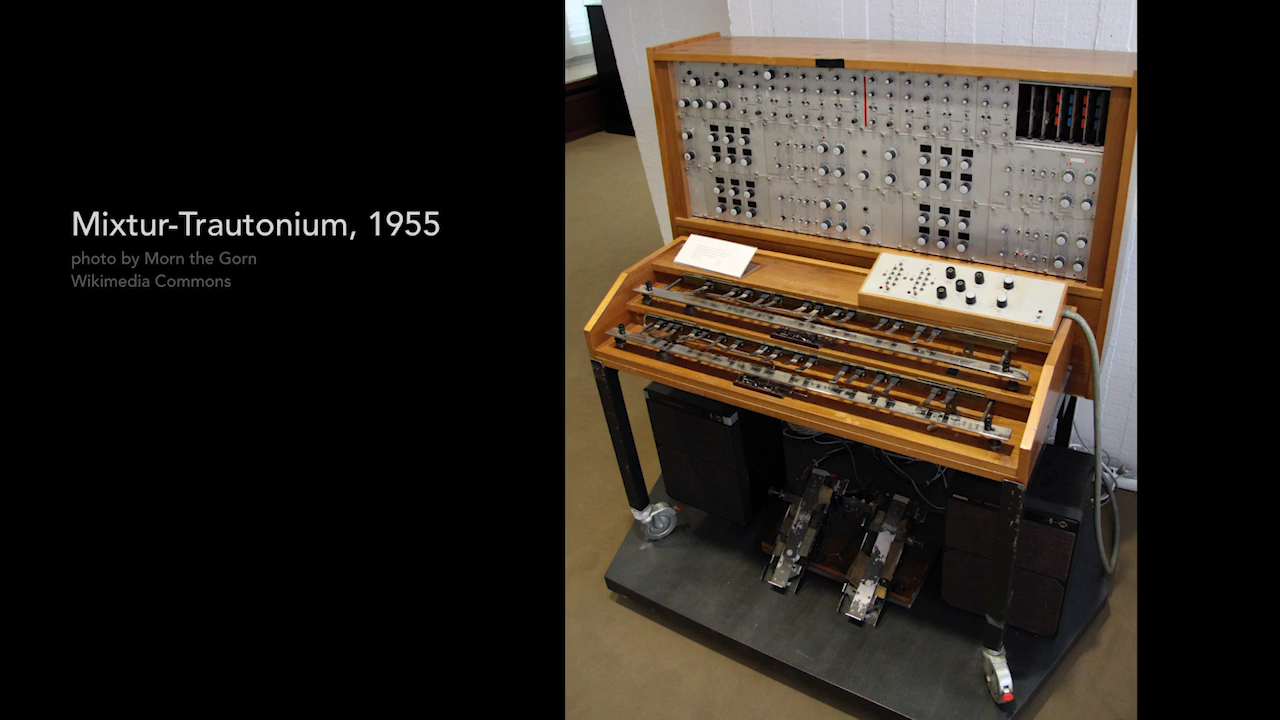 Mixtur-Trautonium, 1955
photo by Morn the Gorn
Wikimedia Commons